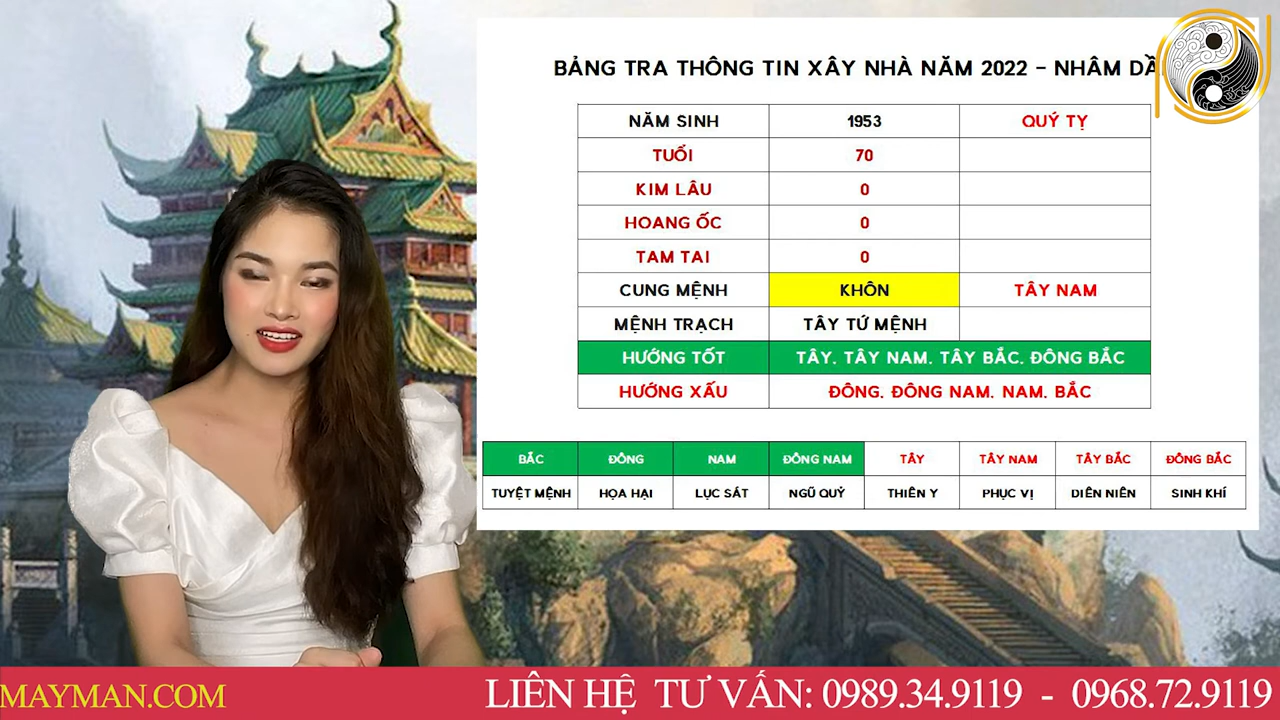 BẢNG TRA THÔNG TIN XÂY NHÀ NĂM 2022 - NHÂM
NĂM SINH 1953 QUÝ TỴ
TUỔI 70
KIM LÂU 0
HOANG ỐC 0
TAM TAI 0
CUNG MỆNH KHÔN TÂY NAM
MỆNH TRẠCH TÂY TỨ MỆNH
HƯỚNG TỐT TÂY. TÂY NAM. TÂY BẮC. ĐÔNG BẮC
HƯỚNG XẤU ĐÔNG. ĐÔNG NAM. NAM. BẮC
BẮC ĐÔNG NAM ĐÔNG NAM TÂY TÂY NAM TÂY BẮC ĐÔNG BẮC
TUYỆT MỆNH HỌA HẠI LỤC SÁT NGŨ QUỶ THIÊN Y PHỤC VỊ DIÊN NIÊN SINH KHÍ
MAYMAN.COM LIÊN HỆ TƯ VẤN: 0989.34.9119 - 0968.72.9119